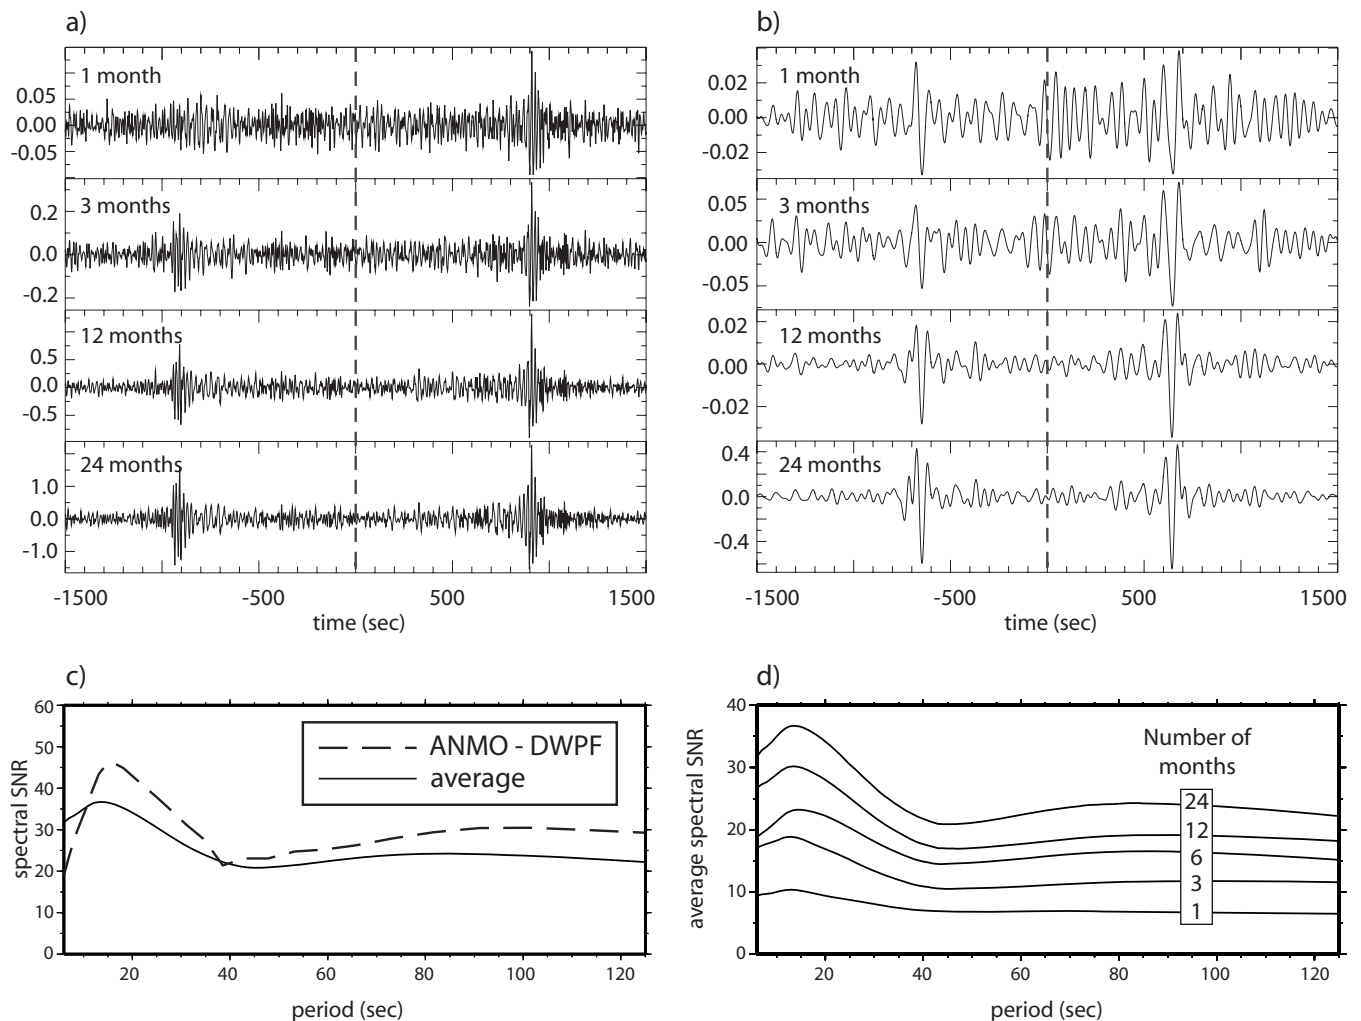 a)
1 month
0.05
0.00
-0.05
3 months
0.2
0.0
-0.2
12 months
0.5
0.0
-0.5
24 months
1.0
0.0
-1.0
-1500 -500 500 1500
time (sec)
b)
1 month
0.02
0.00
-0.02
3 months
0.05
0.00
-0.05
12 months
0.02
0.00
-0.02
24 months
0.4
0.0
-0.4
-1500 -500 500 1500
time (sec)
c)
spectral SNR
60
50
40
30
20
10
0
ANMO - DWPF
average
20 40 60 80 100 120
period (sec)
d)
average spectral SNR
40
30
20
10
0
Number of
months
24
12
6
3
1
20 40 60 80 100 120
period (sec)